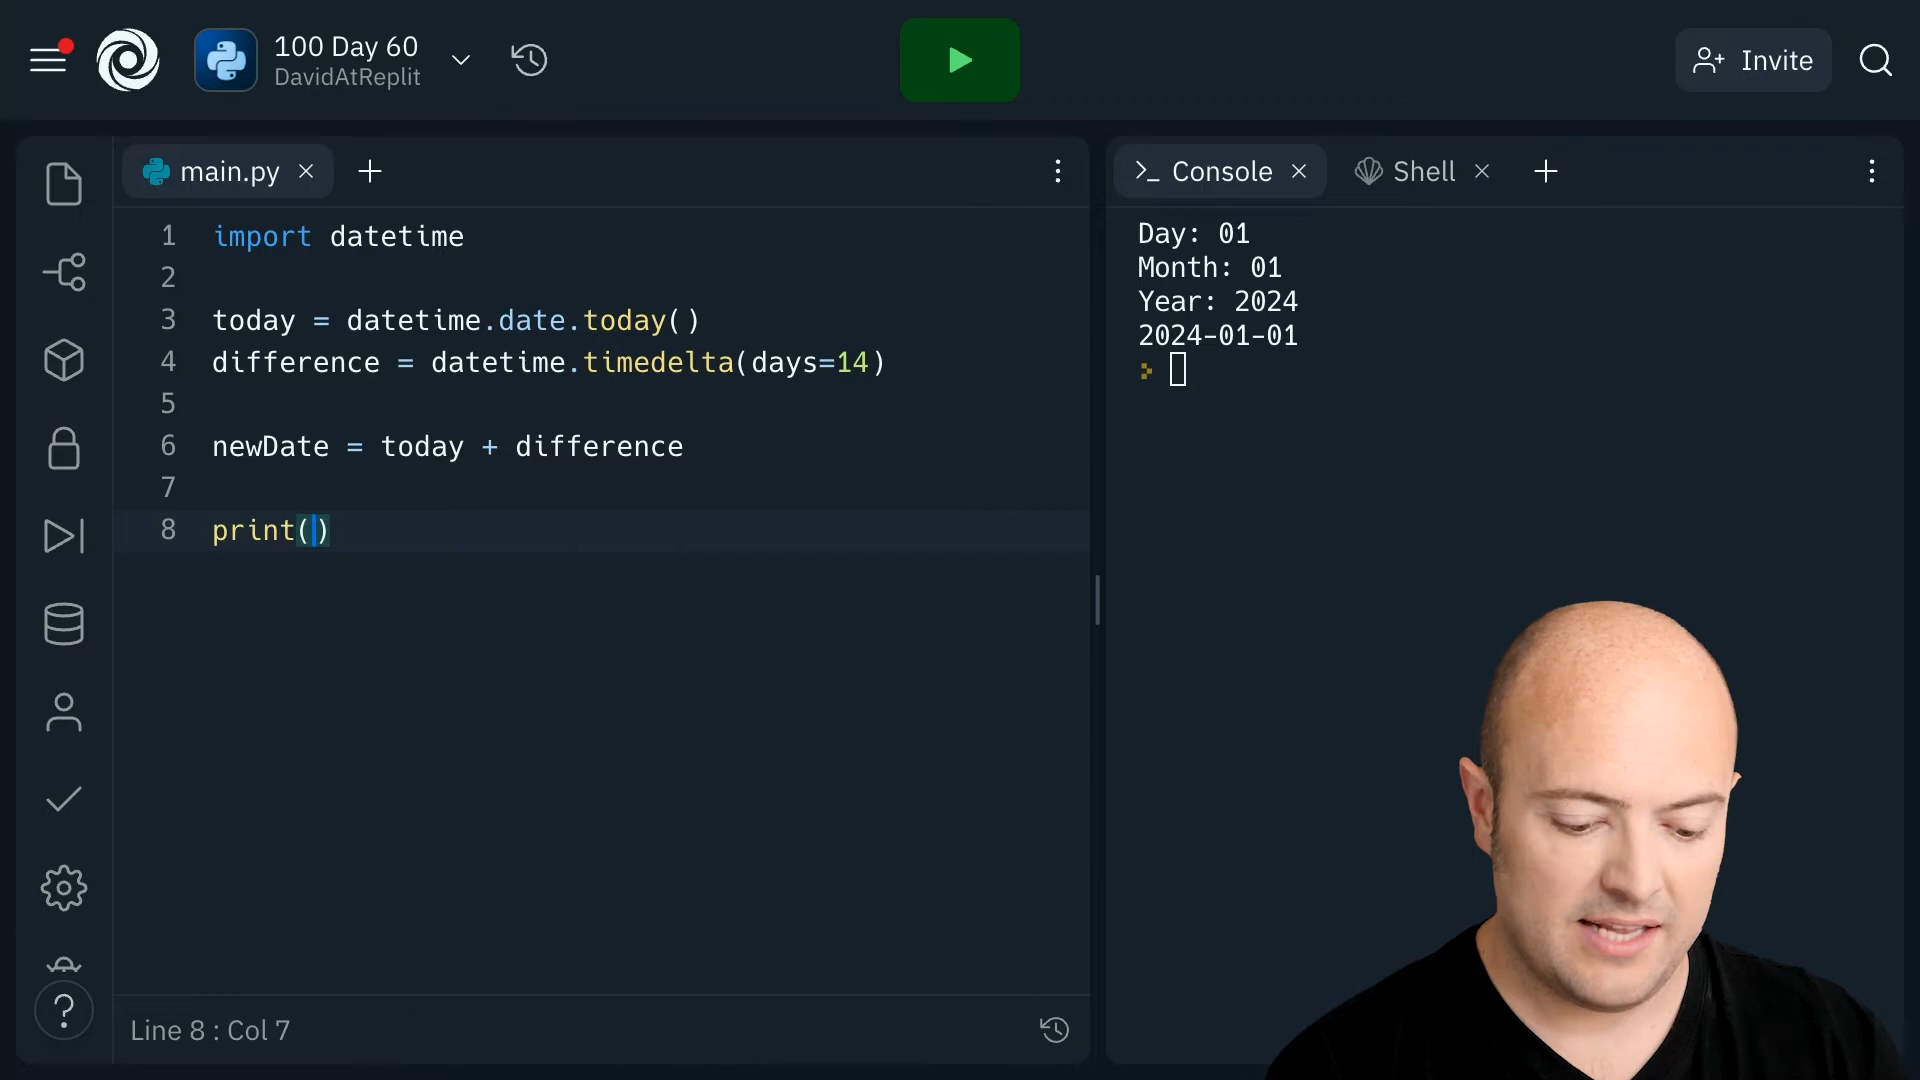 100 Day 60
DavidAtReplit
Invite
main.py
Console
Shell
1 import datetime
2
3 today = datetime.date.today()
4 difference = datetime.timedelta(days=14)
5
6 newDate = today + difference
7
8 print()
Line 8 : Col 7
Day: 01
Month: 01
Year: 2024
2024-01-01